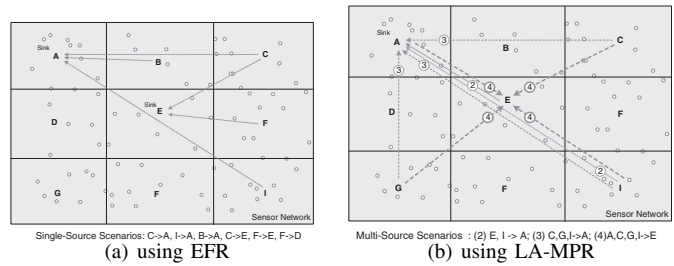 Sink
A
B
C
Sink
E
D
F
G
F
I
Sensor Network
Single-Source Scenarios: C->A, I->A, B->A, C->E, F->E, F->D
(a) using EFR
Sink
A
3
B
C
3
3
2
4
4
E
4
4
D
F
2
G
F
I
Sensor Network
Multi-Source Scenarios : (2) E, I -> A; (3) C,G,I->A; (4)A,C,G,I->E
(b) using LA-MPR